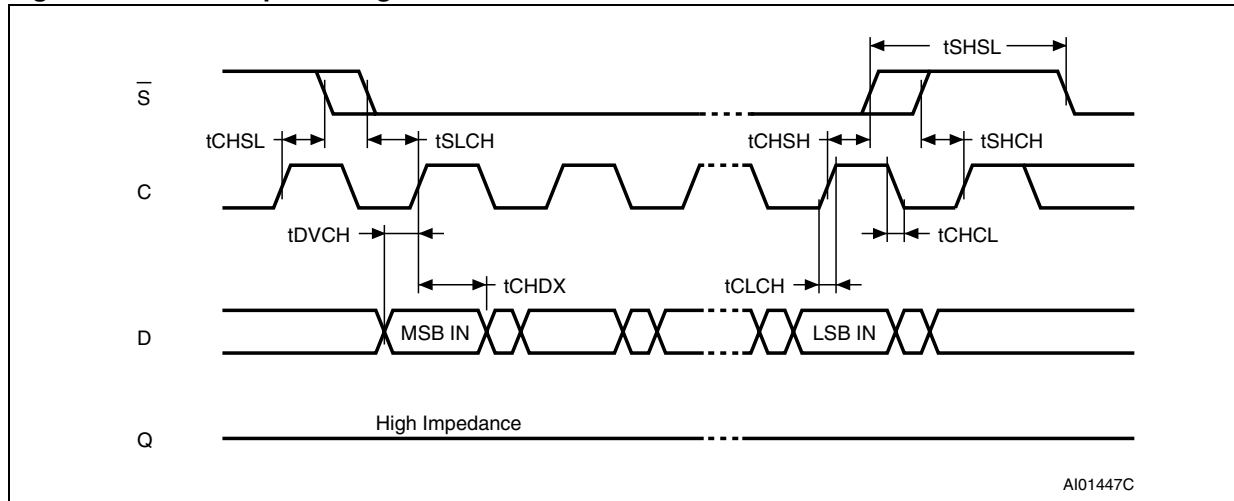 tSHSL
S
tCHSL
tSLCH
tCHSH
tSHCH
C
tDVCH
tCHCL
tCHDX
tCLCH
D
MSB IN
LSB IN
High Impedance
Q
AI01447C